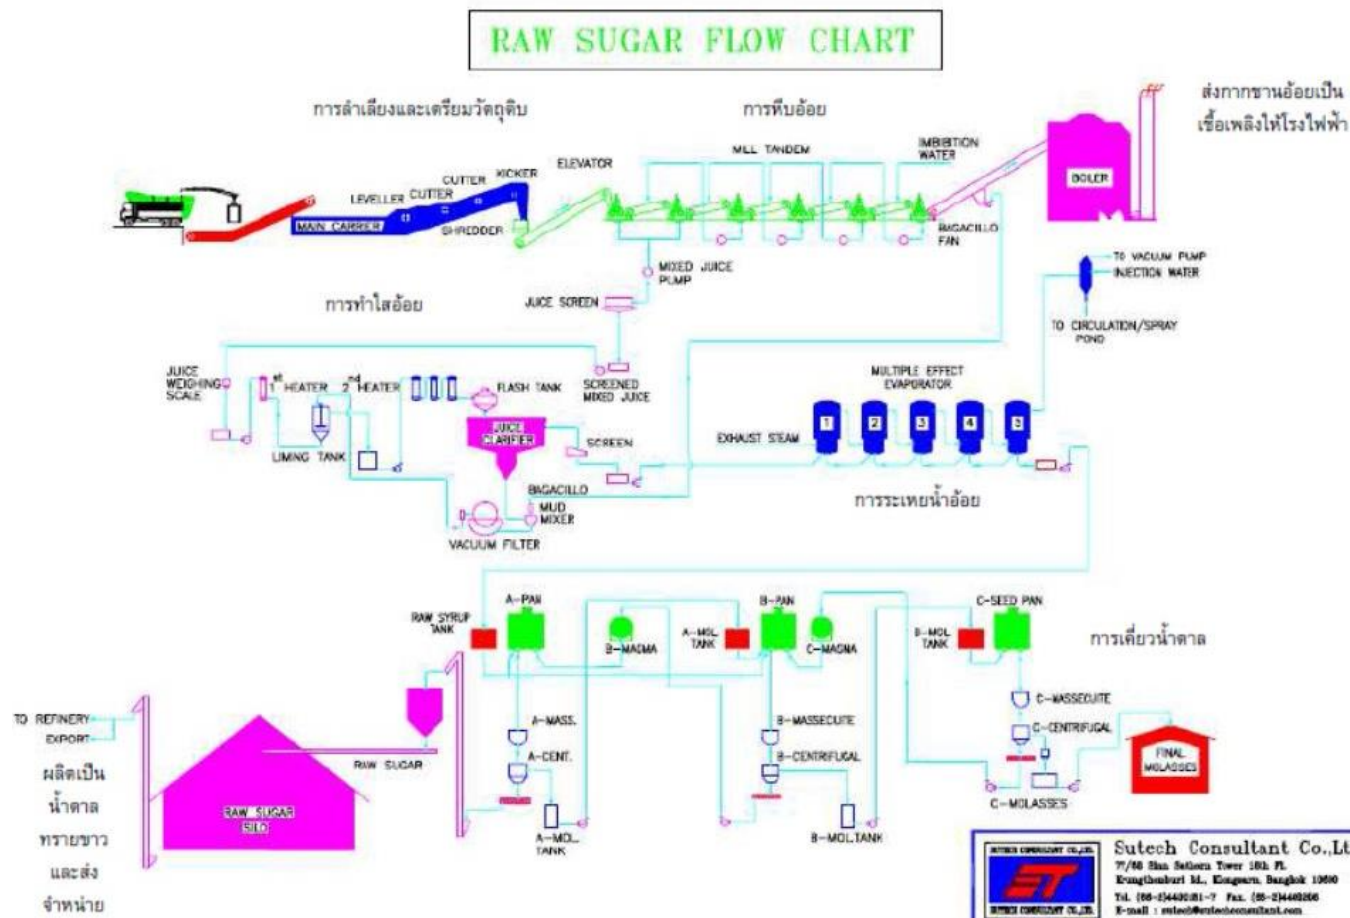 RAW SUGAR FLOW CHART
การลำเลียงและเตรียมวัตถุดิบ
การหีบอ้อย
ส่งกากชานอ้อยเป็น
เชื้อเพลิงให้โรงไฟฟ้า
MILL TANDEM
IMBIBITION
WATER
ELEVATOR
KICKER
CUTTER
CUTTER
LEVELLER
MAIN CARRIER
SHREDDER
BOILER
BAGACILLO
FAN
MIXED JUICE
PUMP
TO VACUUM PUMP
INJECTION WATER
TO CIRCULATION/SPRAY
POND
การทำใสอ้อย
JUICE SCREEN
JUICE
WEIGHING
SCALE
1st HEATER
2nd HEATER
FLASH TANK
SCREENED
MIXED JUICE
MULTIPLE EFFECT
EVAPORATOR
1 2 3 4 5
JUICE
CLARIFIER
SCREEN
EXHAUST STEAM
LIMING TANK
BAGACILLO
MUD
MIXER
VACUUM FILTER
การระเหยน้ำอ้อย
RAW SYRUP
TANK
A-PAN
B-MAGMA
A-MOL.
TANK
B-PAN
C-MAGNA
B-MOL.
TANK
C-SEED PAN
การเคี่ยวน้ำตาล
C-MASSECUITE
C-CENTRIFUGAL
A-MASS.
B-MASSECUITE
A-CENT.
B-CENTRIFUGAL
FINAL
MOLASSES
C-MOLASSES
TO REFINERY
EXPORT
RAW SUGAR
RAW SUGAR
SILO
A-MOL.
TANK
B-MOL.TANK
ผลิตเป็น
น้ำตาล
ทรายขาว
และส่ง
จำหน่าย
SUTECH CONSULTANT CO.,LTD.
Sutech Consultant Co.,Lt
Bangkok